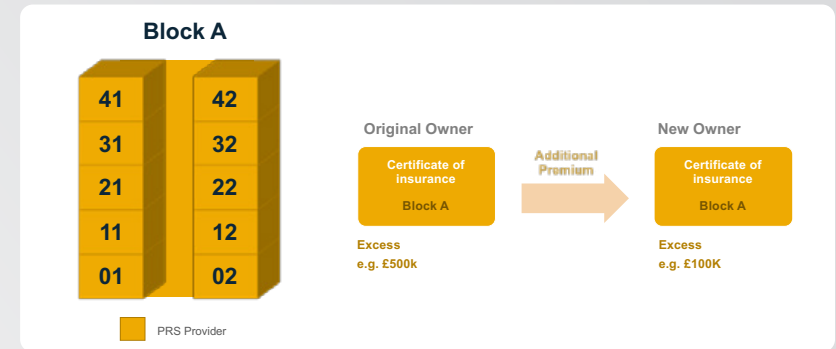 Block A
41 42
31 32
21 22
11 12
01 02
PRS Provider
Original Owner
Certificate of
insurance
Block A
Excess
e.g. £500k
Additional
Premium
New Owner
Certificate of
insurance
Block A
Excess
e.g. £100K